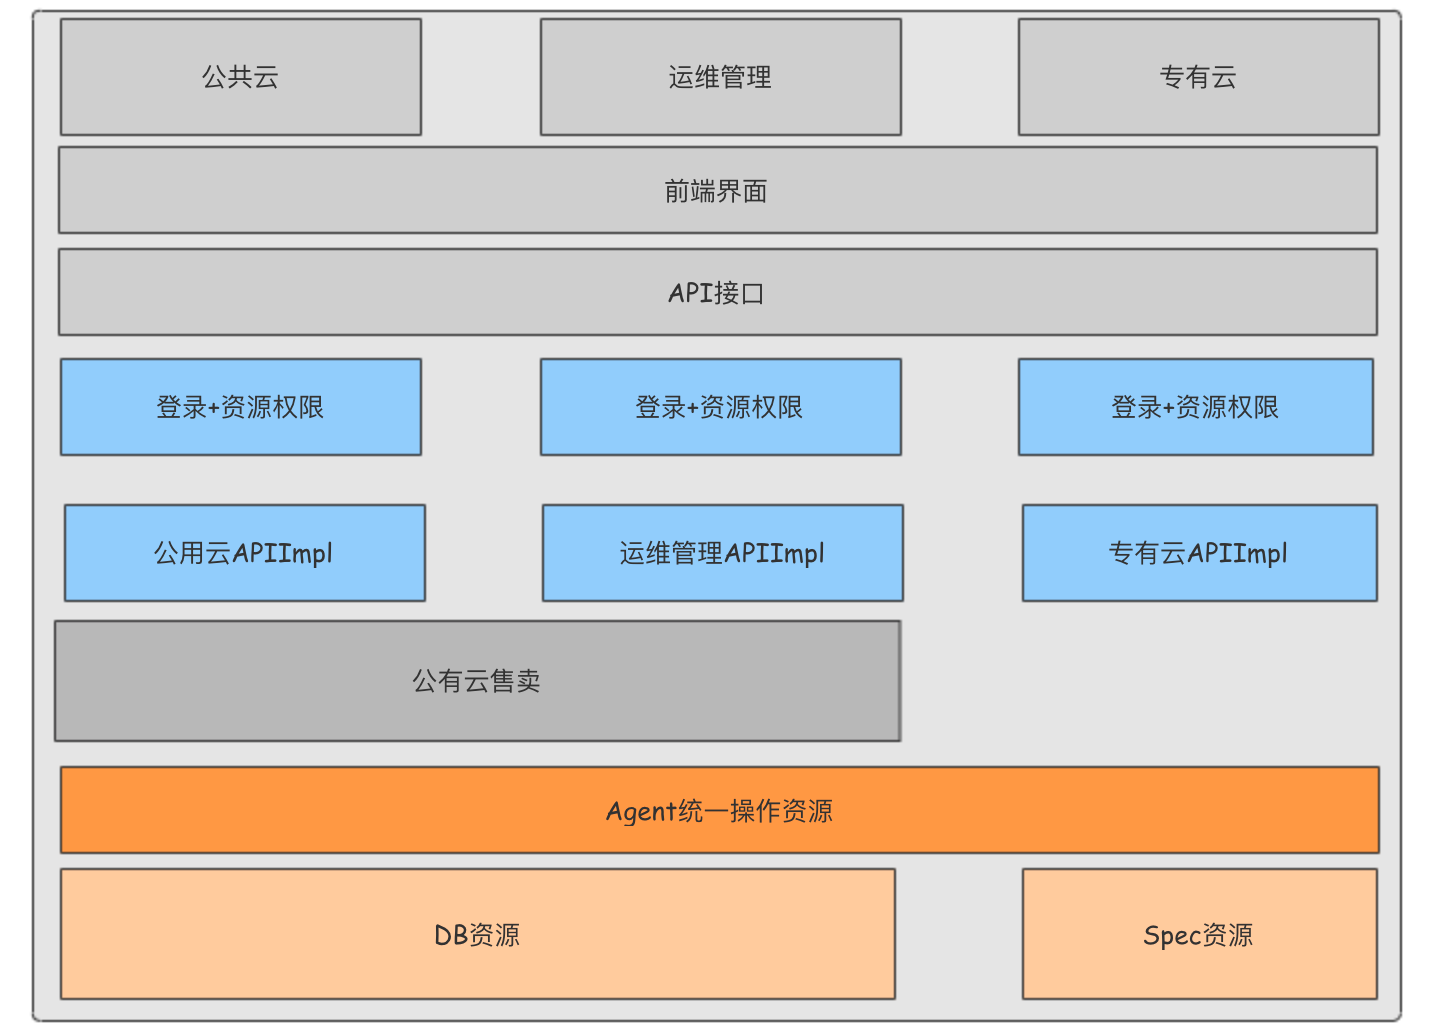 公共云
运维管理
专有云
前端界面
API接口
登录+资源权限
登录+资源权限
登录+资源权限
公用云APIImpl
运维管理APIImpl
专有云APIImpl
公有云售卖
Agent统一操作资源
DB资源
Spec资源